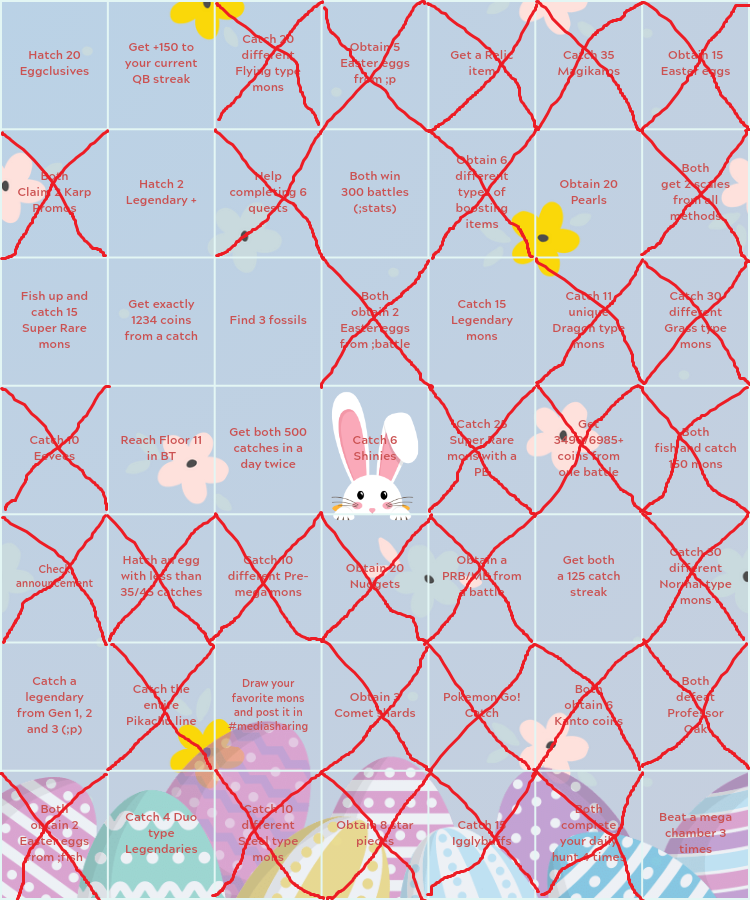 Hatch 20
Eggclusives
Get +150 to
your current
QB streak
Catch 20
different
Flying type
mons
Obtain 5
Easter eggs
from ;p
Get a Relic
item
Catch 35
Magikarps
Obtain 15
Easter eggs
Both
Claim 2 Karp
Promos
Hatch 2
Legendary +
Help
completing 6
quests
Both win
300 battles
(;stats)
Obtain 6
different
types of
boosting
items
Obtain 20
Pearls
Both
get 2 scales
from all
methods
Fish up and
catch 15
Super Rare
mons
Get exactly
1234 coins
from a catch
Find 3 fossils
Both
obtain 2
Easter eggs
from ;battle
Catch 15
Legendary
mons
Catch 11
unique
Dragon type
mons
Catch 30
different
Grass type
mons
Catch 10
Eevees
Reach Floor 11
in BT
Get both 500
catches in a
day twice
Catch 6
Shinies
Catch 25
Super Rare
mons with a
PB
Get
3490/6985+
coins from
one battle
Both
fish and catch
150 mons
Check
announcement
Hatch an egg
with less than
35/45 catches
Catch 10
different Pre-
mega mons
Obtain 20
Nuggets
Obtain a
PRB/MB from
a battle
Get both
a 125 catch
streak
Catch 30
different
Normal type
mons
Catch a
legendary
from Gen 1, 2
and 3 (;p)
Catch the
entire
Pikachu line
Draw your
favorite mons
and post it in
#mediasharing
Obtain 3
Comet shards
Pokemon Go!
Catch
Both
obtain 6
Kanto coins
Both
defeat
Professor
Oak
Both
obtain 2
Easter eggs
from ;fish
Catch 4 Duo
type
Legendaries
Catch 10
different
Steel type
mons
Obtain 8 Star
pieces
Catch 15
Igglybuffs
Both
complete
your daily
hunt 4 times
Beat a mega
chamber 3
times